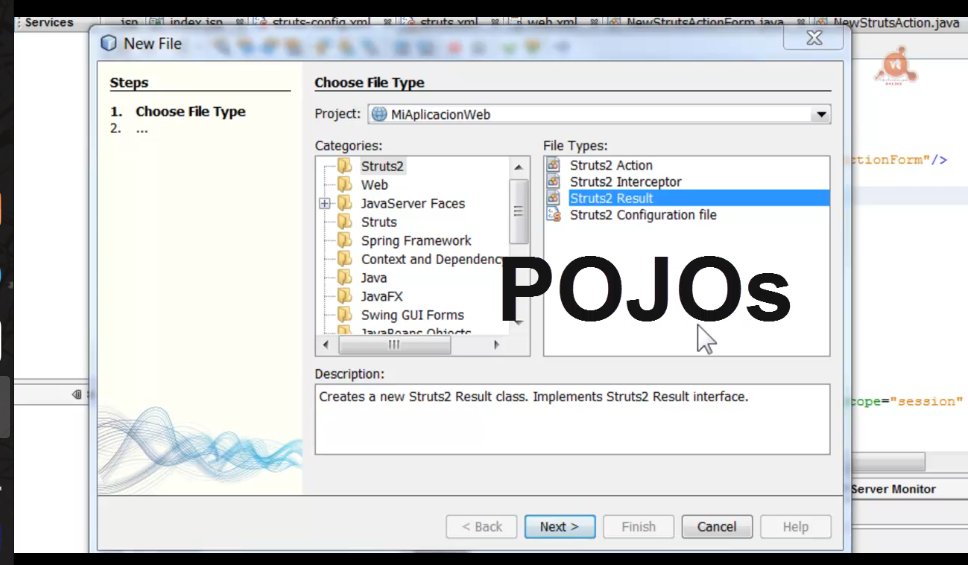 Services
jsp
index.jsp
struts-config.xml
struts.xml
web.xml
NewStrutsActionForm.java
NewStrutsAction.java
New File
Steps
1. Choose File Type
2. ...
Choose File Type
Project: MiAplicacionWeb
Categories:
Struts2
Web
JavaServer Faces
Struts
Spring Framework
Context and Dependenc
Java
JavaFX
Swing GUI Forms
JavaBeans Objects
File Types:
Struts2 Action
Struts2 Interceptor
Struts2 Result
Struts2 Configuration file
POJOs
Description:
Creates a new Struts2 Result class. Implements Struts2 Result interface.
< Back
Next >
Finish
Cancel
Help
ctionForm"/>
cope="session"
Server Monitor